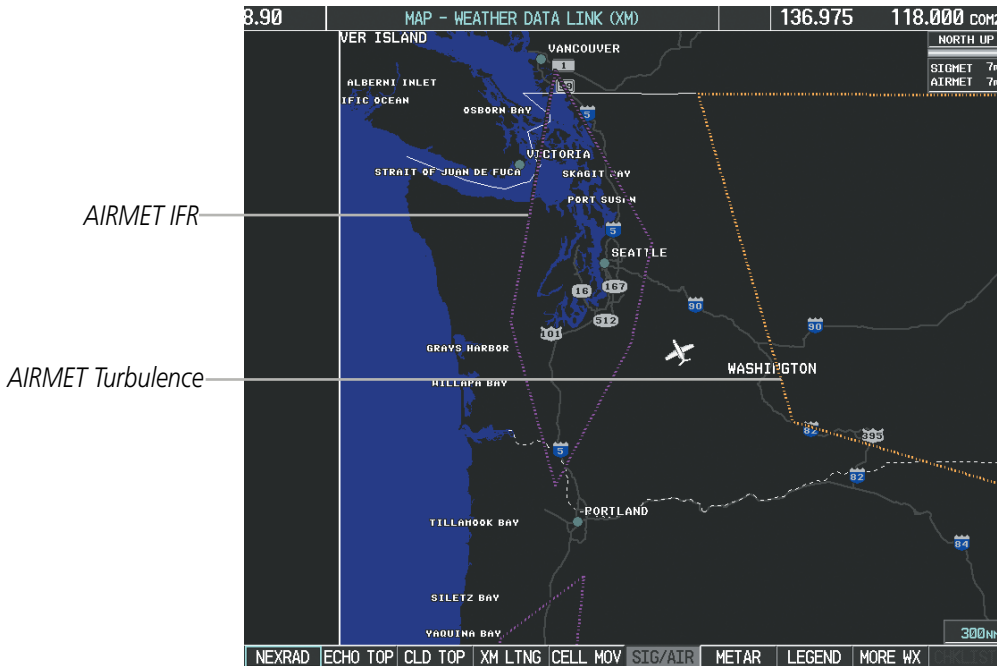 8.90 MAP - WEATHER DATA LINK (XM) 136.975 118.000 COM2
VER ISLAND
NORTH UP
VANCOUVER
1
SIGMET 7m
AIRMET 7m
ALBERNI INLET
IFIC OCEAN
OSBORN BAY
5
VICTORIA
STRAIT OF JUAN DE FUCA
SKAGIT BAY
PORT SUSAN
AIRMET IFR
5
SEATTLE
16
167
90
512
90
101
GRAYS HARBOR
WASHINGTON
AIRMET Turbulence
WILLAPA BAY
82
395
5
82
PORTLAND
TILLAMOOK BAY
84
SILETZ BAY
YAQUINA BAY
300NM
NEXRAD ECHO TOP CLD TOP XM LTNG CELL MOV SIG/AIR METAR LEGEND MORE WX CHKLIST